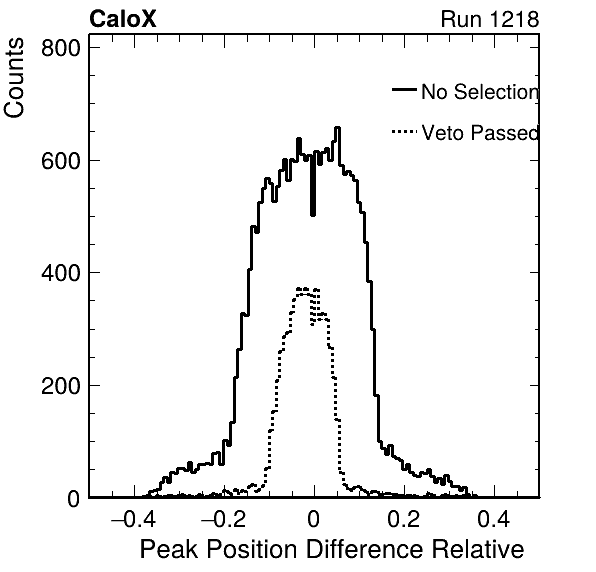 CaloX Run 1218
Counts
800
600
400
200
0
No Selection
Veto Passed
−0.4 −0.2 0 0.2 0.4
Peak Position Difference Relative